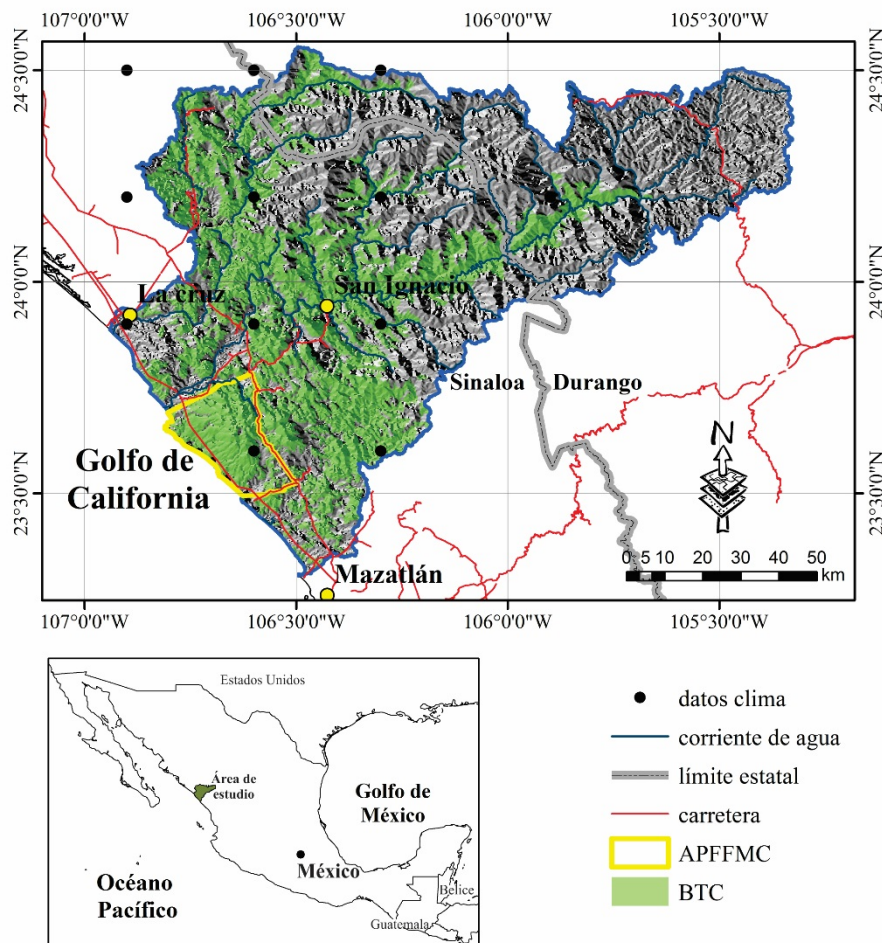 107°0'0"W 106°30'0"W 106°0'0"W 105°30'0"W
24°30'0"N 24°30'0"N
24°0'0"N 24°0'0"N
La cruz
San Ignacio
Sinaloa Durango
Golfo de
California
23°30'0"N 23°30'0"N
N
Mazatlán
0 5 10 20 30 40 50
km
107°0'0"W 106°30'0"W 106°0'0"W 105°30'0"W
Estados Unidos
Área de
estudio
Golfo de
México
México
Océano
Pacífico
Belice
Guatemala
datos clima
corriente de agua
límite estatal
carretera
APFFMC
BTC